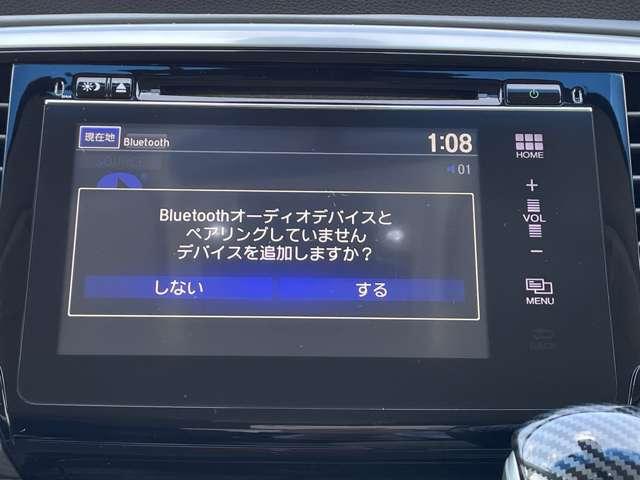 現在地 Bluetooth 1:08
SOURCE
01
Bluetoothオーディオデバイスと
ペアリングしていません
デバイスを追加しますか?
しない する
HOME
+
VOL
−
MENU
BACK